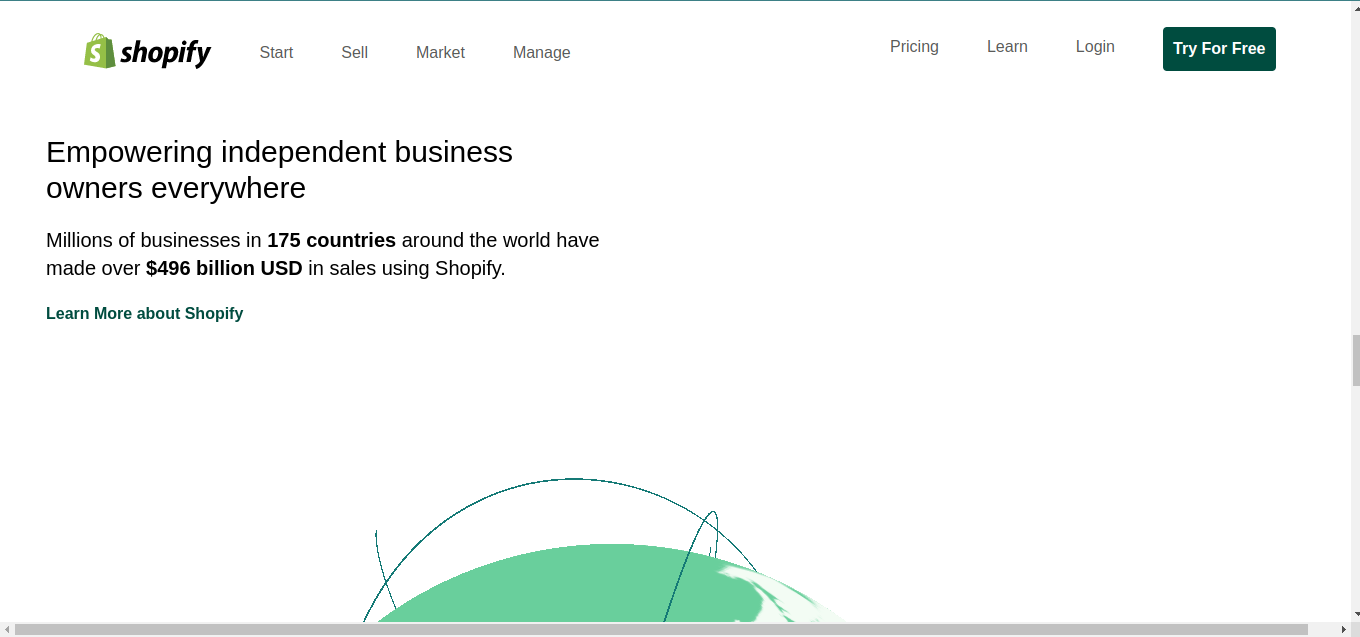 shopify
Start
Sell
Market
Manage
Pricing
Learn
Login
Try For Free
Empowering independent business
owners everywhere
Millions of businesses in 175 countries around the world have
made over $496 billion USD in sales using Shopify.
Learn More about Shopify